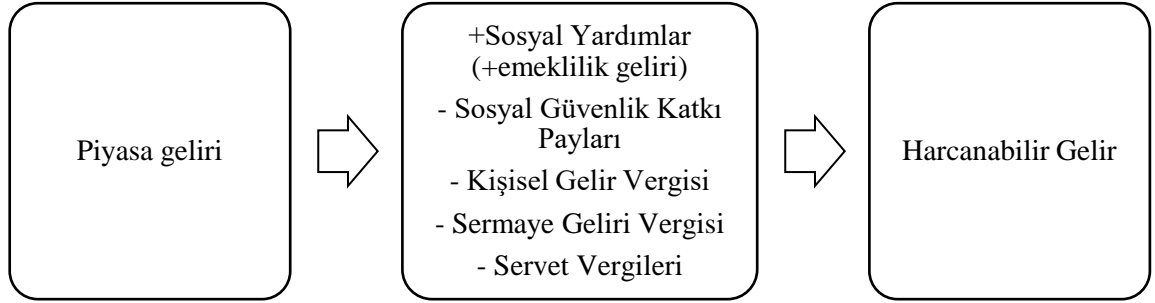 Piyasa geliri
+Sosyal Yardımlar
(+emeklilik geliri)
- Sosyal Güvenlik Katkı
Payları
- Kişisel Gelir Vergisi
- Sermaye Geliri Vergisi
- Servet Vergileri
Harcanabilir Gelir